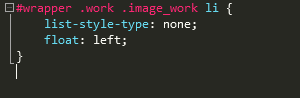 #wrapper .work .image_work li {
list-style-type: none;
float: left;
}